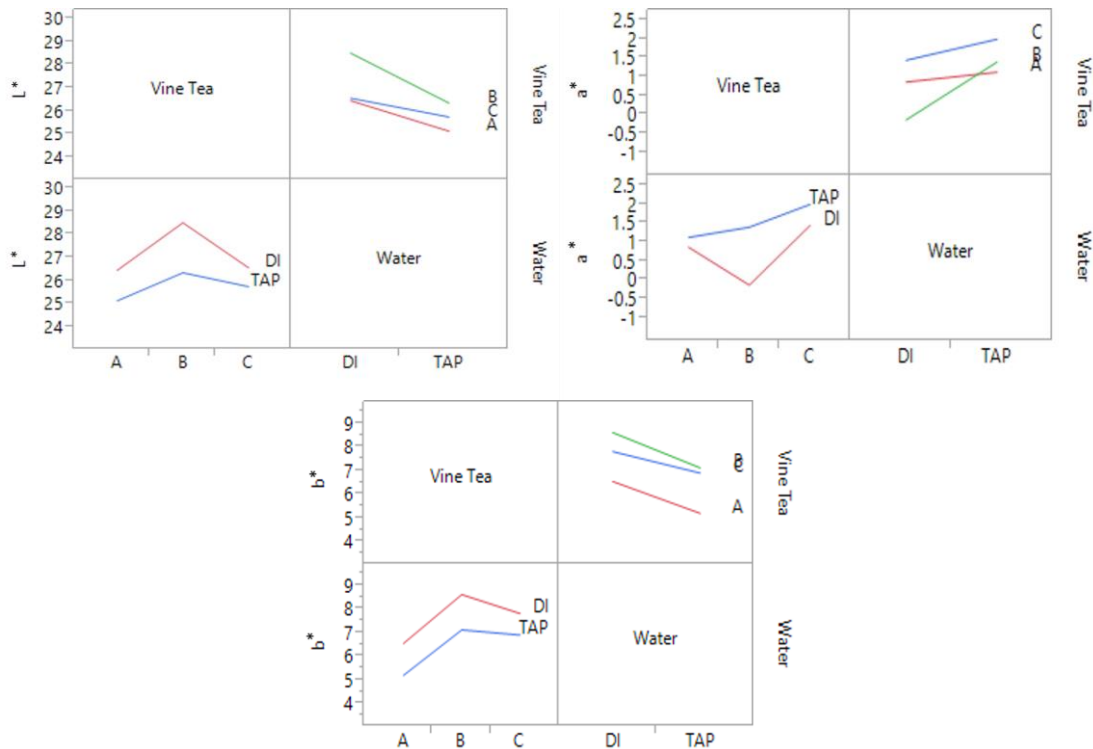 30
29
28
27
26
25
24
L*
Vine Tea
B
C
A
Vine Tea
30
29
28
27
26
25
24
L*
DI
TAP
Water
Water
A B C DI TAP
2.5
2
1.5
1
0.5
0
-0.5
-1
a*
Vine Tea
C
B
A
Vine Tea
2.5
2
1.5
1
0.5
0
-0.5
-1
a*
TAP
DI
Water
Water
A B C DI TAP
9
8
7
6
5
4
b*
Vine Tea
B
C
A
Vine Tea
9
8
7
6
5
4
b*
DI
TAP
Water
Water
A B C DI TAP